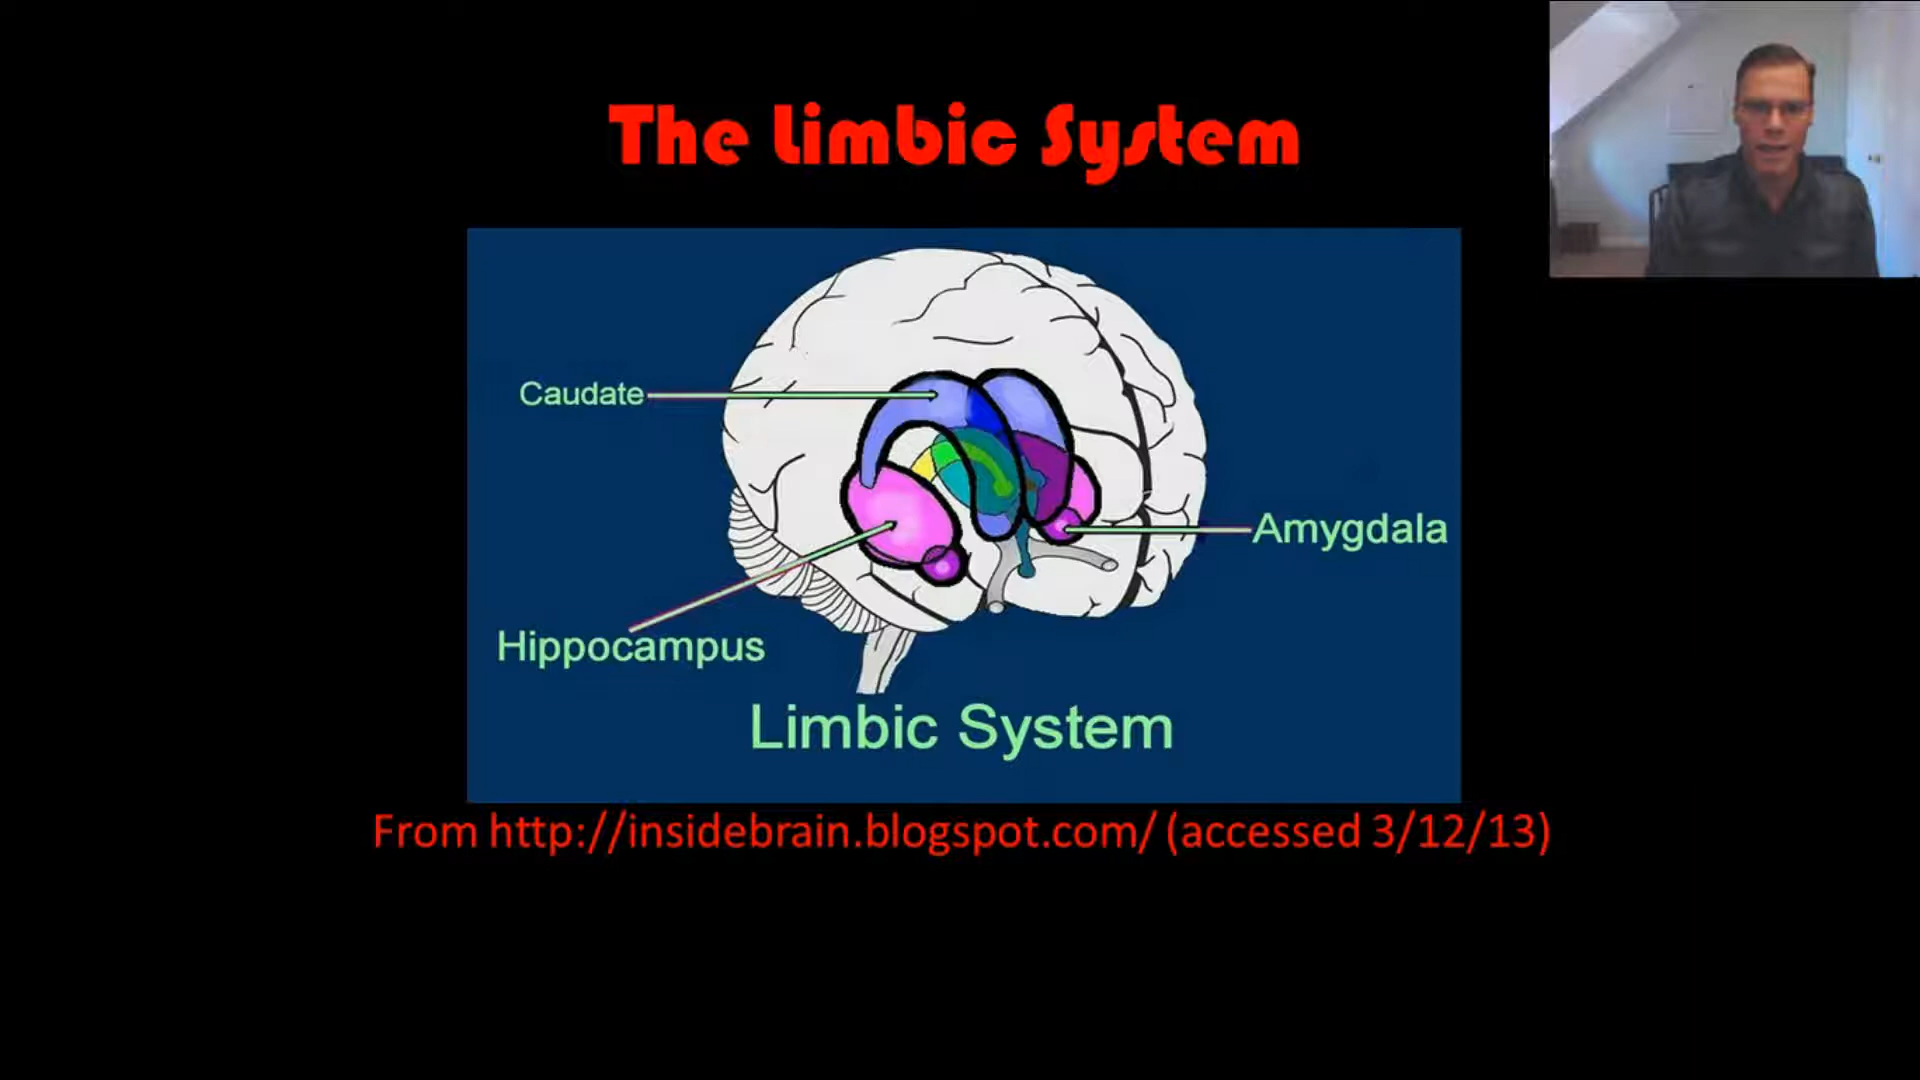 The Limbic System
Caudate
Amygdala
Hippocampus
Limbic System
From http://insidebrain.blogspot.com/ (accessed 3/12/13)